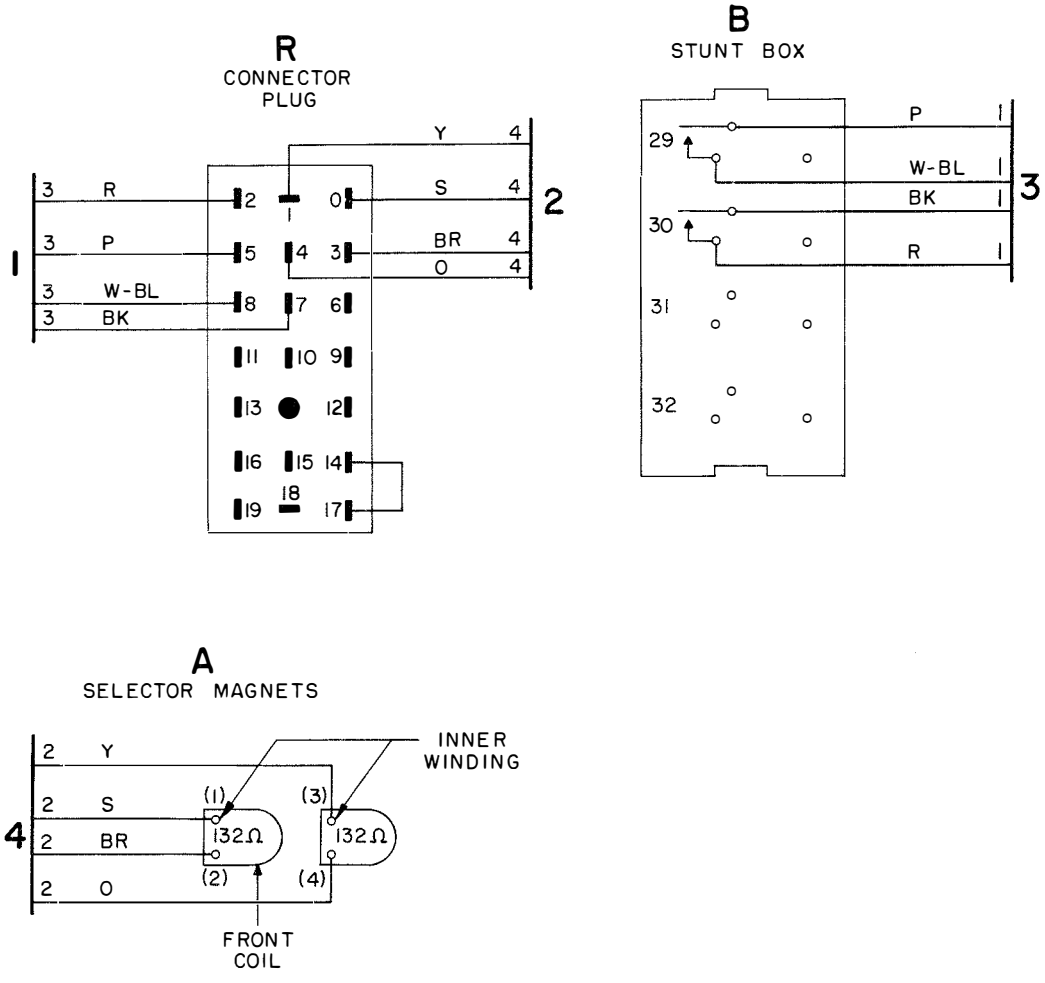 R
CONNECTOR
PLUG
Y 4
3 R 2 1 0 S 4
2
3 P 5 4 3 BR 4
O 4
1
3 W-BL 8 7 6
3 BK
11 10 9
13 12
16 15 14
18
19 17
B
STUNT BOX
P 1
29
W-BL 1
3
BK 1
30
R 1
31
32
A
SELECTOR MAGNETS
2 Y
INNER
WINDING
2 S (1) (3)
4
132Ω 132Ω
2 BR
(2) (4)
2 O
FRONT
COIL